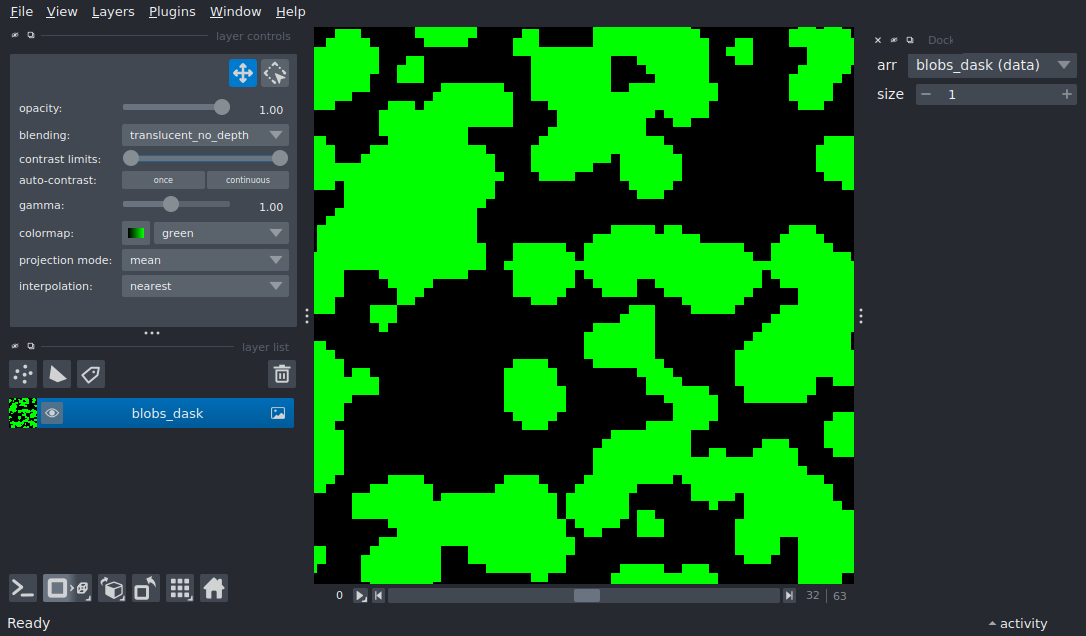 File View Layers Plugins Window Help
layer controls
opacity: 1.00
blending: translucent_no_depth
contrast limits:
auto-contrast: once continuous
gamma: 1.00
colormap: green
projection mode: mean
interpolation: nearest
layer list
blobs_dask
0 32 63
Ready
Dock
arr blobs_dask (data)
size 1
activity